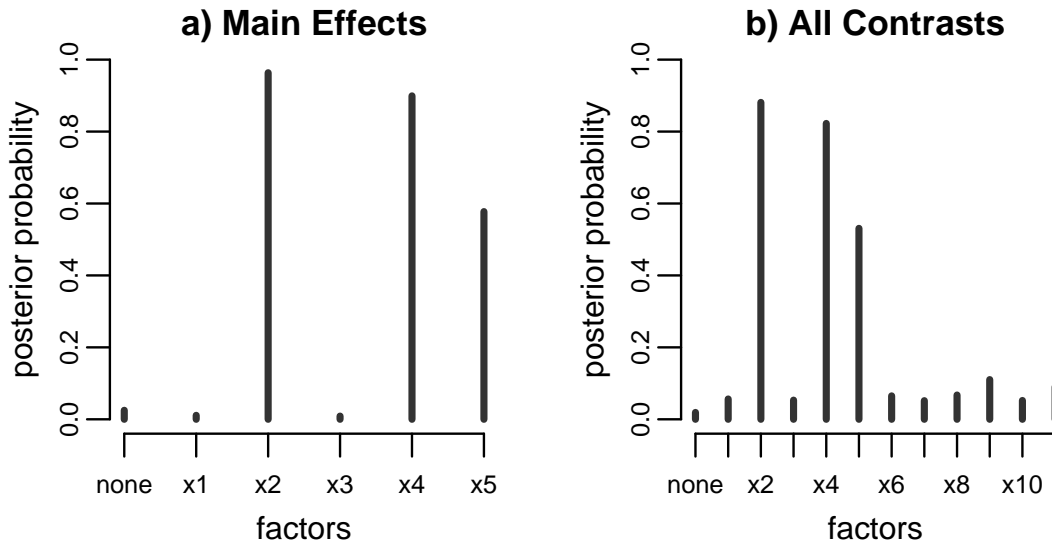 a) Main Effects
posterior probability
0.0 0.2 0.4 0.6 0.8 1.0
none x1 x2 x3 x4 x5
factors
b) All Contrasts
posterior probability
0.0 0.2 0.4 0.6 0.8 1.0
none x2 x4 x6 x8 x10
factors